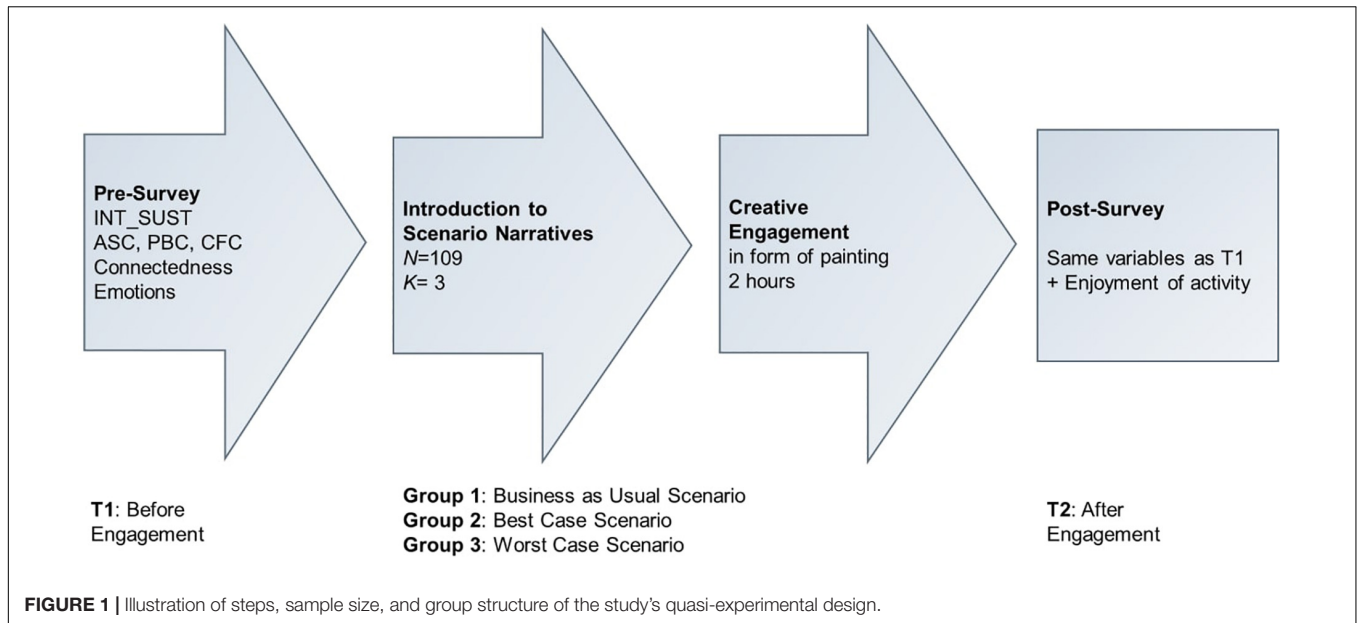 Pre-Survey
INT_SUST
ASC, PBC, CFC
Connectedness
Emotions
Introduction to
Scenario Narratives
N=109
K= 3
Creative
Engagement
in form of painting
2 hours
Post-Survey
Same variables as T1
+ Enjoyment of activity
T1: Before
Engagement
Group 1: Business as Usual Scenario
Group 2: Best Case Scenario
Group 3: Worst Case Scenario
T2: After
Engagement
FIGURE 1 | Illustration of steps, sample size, and group structure of the study's quasi-experimental design.